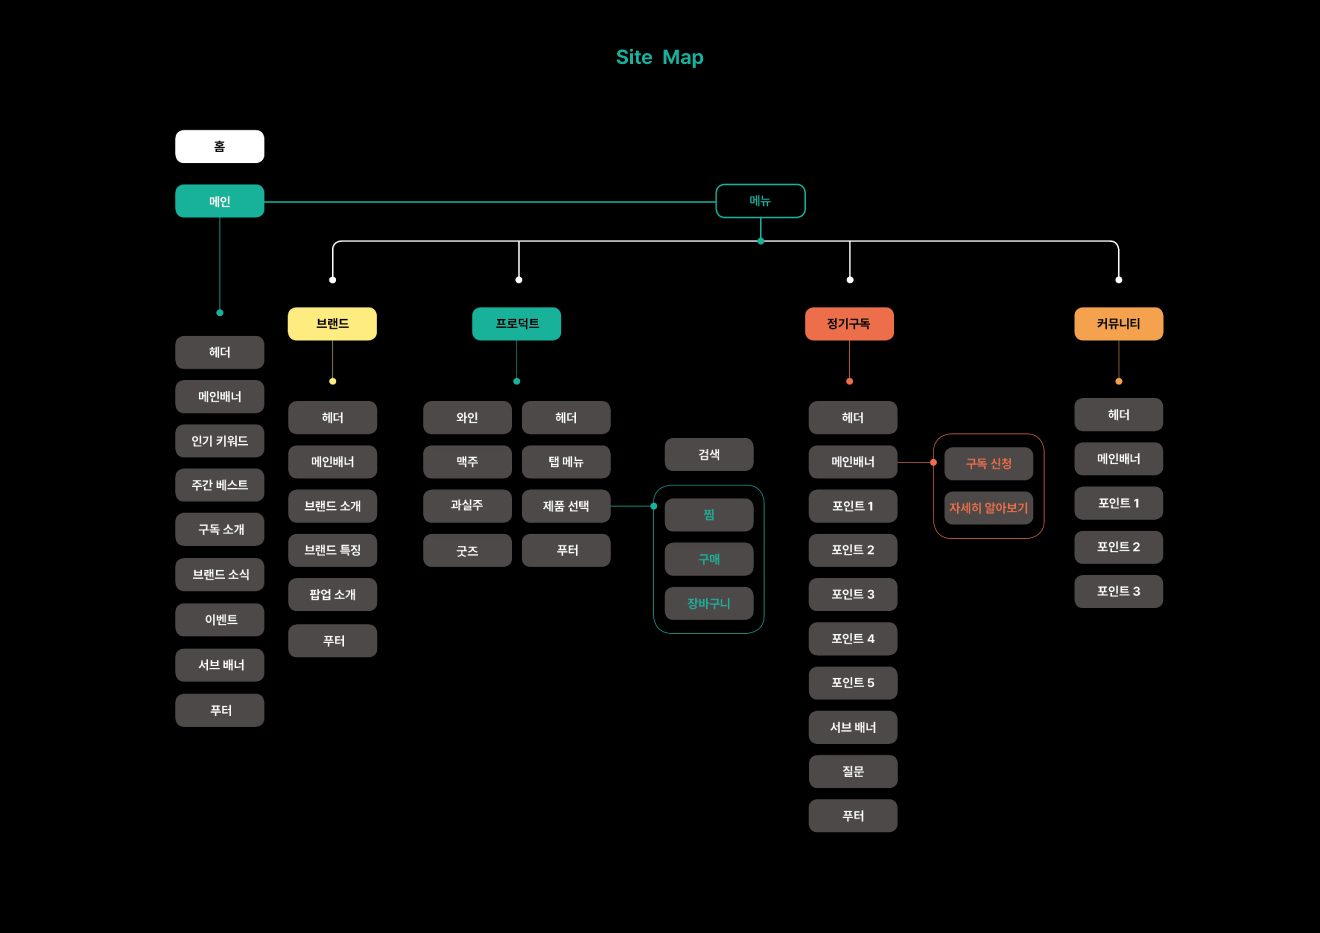 Site Map
홈
메인
메뉴
헤더
메인배너
인기 키워드
주간 베스트
구독 소개
브랜드 소식
이벤트
서브 배너
푸터
브랜드
헤더
메인배너
브랜드 소개
브랜드 특징
팝업 소개
푸터
프로덕트
와인
맥주
과실주
굿즈
헤더
탭 메뉴
제품 선택
푸터
검색
찜
구매
장바구니
정기구독
헤더
메인배너
포인트 1
포인트 2
포인트 3
포인트 4
포인트 5
서브 배너
질문
푸터
구독 신청
자세히 알아보기
커뮤니티
헤더
메인배너
포인트 1
포인트 2
포인트 3